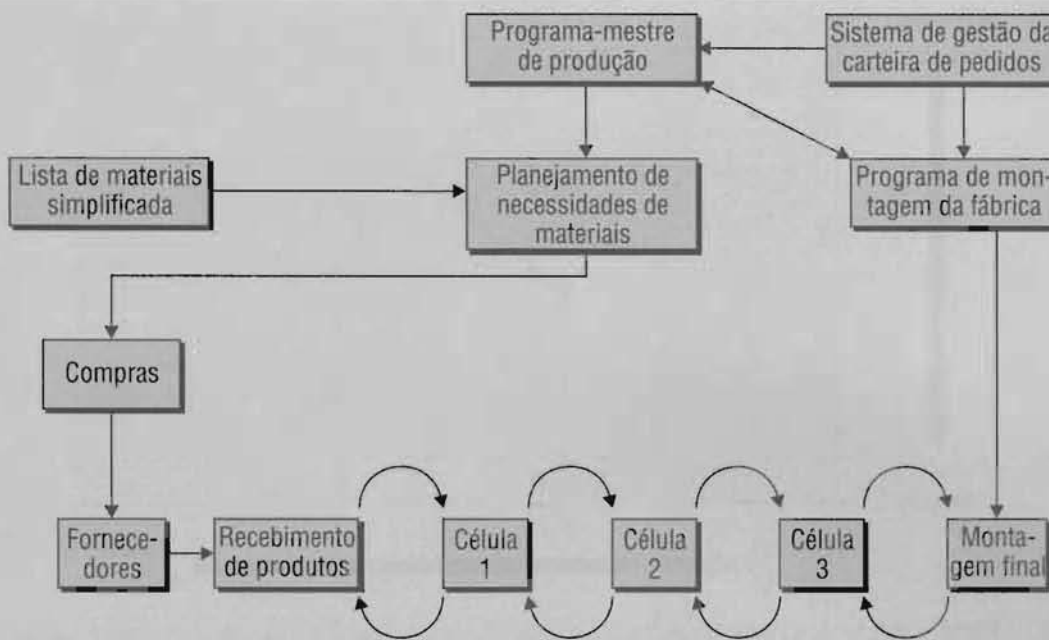 Programa-mestre
de produção
Sistema de gestão da
carteira de pedidos
Lista de materiais
simplificada
Planejamento de
necessidades de
materiais
Programa de mon-
tagem da fábrica
Compras
Fornece-
dores
Recebimento
de produtos
Célula
1
Célula
2
Célula
3
Monta-
gem final